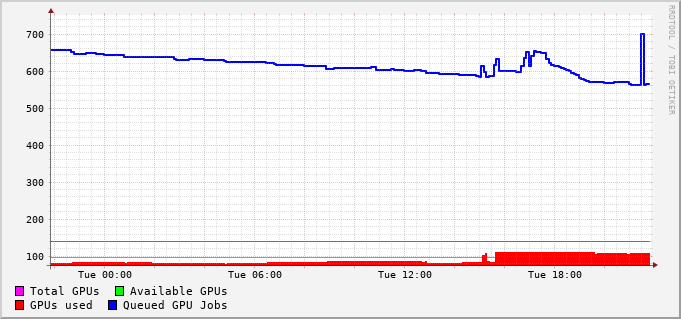 RRDTOOL / TOBI OETIKER
700
600
500
400
300
200
100
Tue 00:00 Tue 06:00 Tue 12:00 Tue 18:00
Total GPUs Available GPUs
GPUs used Queued GPU Jobs